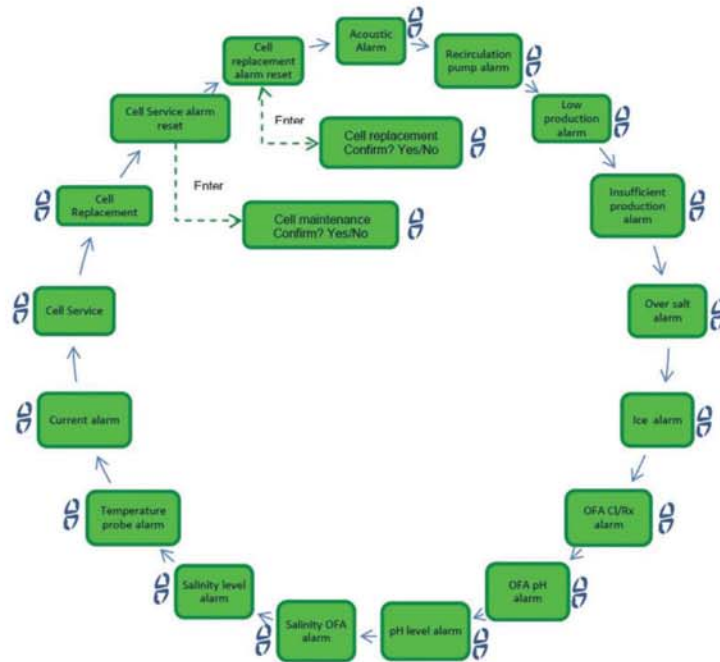 Cell
replacement
alarm reset
Acoustic
Alarm
Recirculation
pump alarm
Low
production
alarm
Insufficient
production
alarm
Over salt
alarm
Ice alarm
OFA Cl/Rx
alarm
OFA pH
alarm
pH level alarm
Salinity OFA
alarm
Salinity level
alarm
Temperature
probe alarm
Current alarm
Cell Service
Cell
Replacement
Cell Service alarm
reset
Enter
Cell replacement
Confirm? Yes/No
Enter
Cell maintenance
Confirm? Yes/No